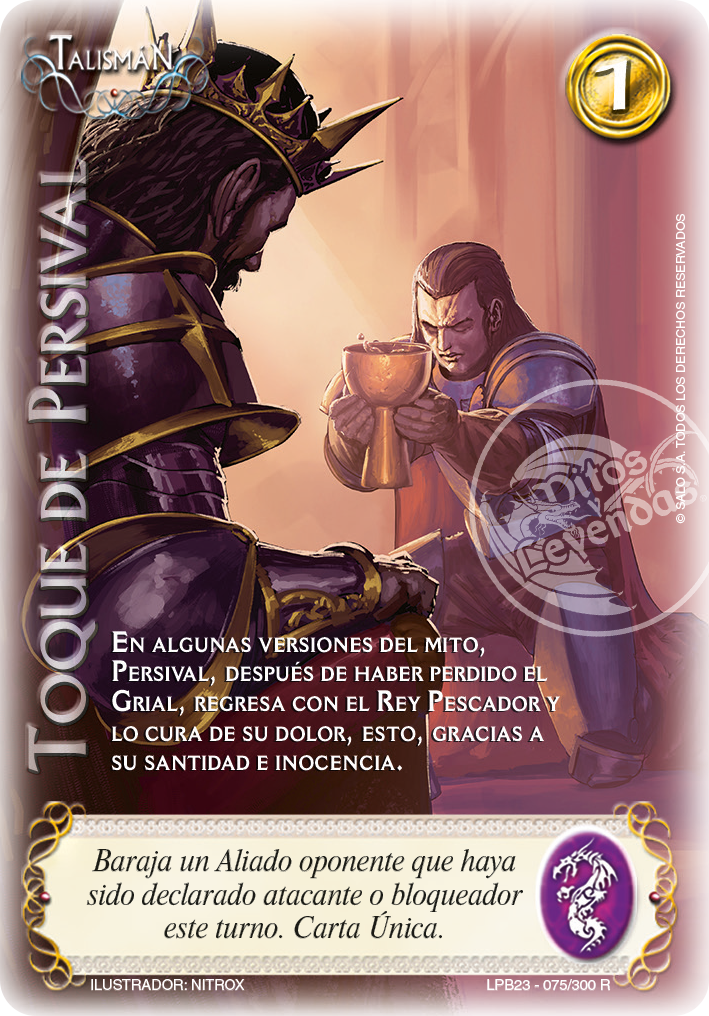 TALISMÁN
1
TOQUE DE PERSIVAL
© SALO S.A. TODOS LOS DERECHOS RESERVADOS
Mitos
y
Leyendas
EN ALGUNAS VERSIONES DEL MITO,
PERSIVAL, DESPUÉS DE HABER PERDIDO EL
GRIAL, REGRESA CON EL REY PESCADOR Y
LO CURA DE SU DOLOR, ESTO, GRACIAS A
SU SANTIDAD E INOCENCIA.
Baraja un Aliado oponente que haya
sido declarado atacante o bloqueador
este turno. Carta Única.
ILUSTRADOR: NITROX
LPB23 - 075/300 R